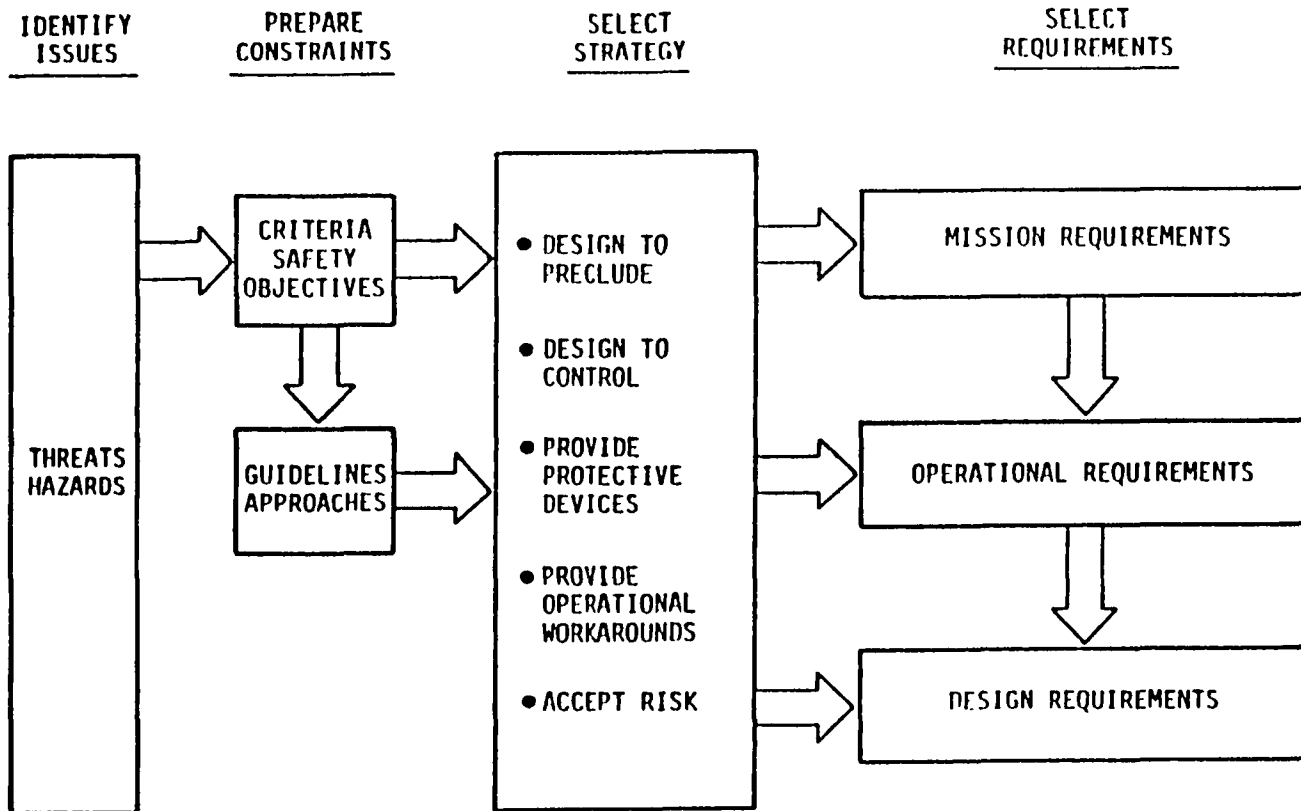 IDENTIFY
ISSUES
PREPARE
CONSTRAINTS
SELECT
STRATEGY
SELECT
REQUIREMENTS
THREATS
HAZARDS
CRITERIA
SAFETY
OBJECTIVES
GUIDELINES
APPROACHES
● DESIGN TO
PRECLUDE
● DESIGN TO
CONTROL
● PROVIDE
PROTECTIVE
DEVICES
● PROVIDE
OPERATIONAL
WORKAROUNDS
● ACCEPT RISK
MISSION REQUIREMENTS
OPERATIONAL REQUIREMENTS
DESIGN REQUIREMENTS